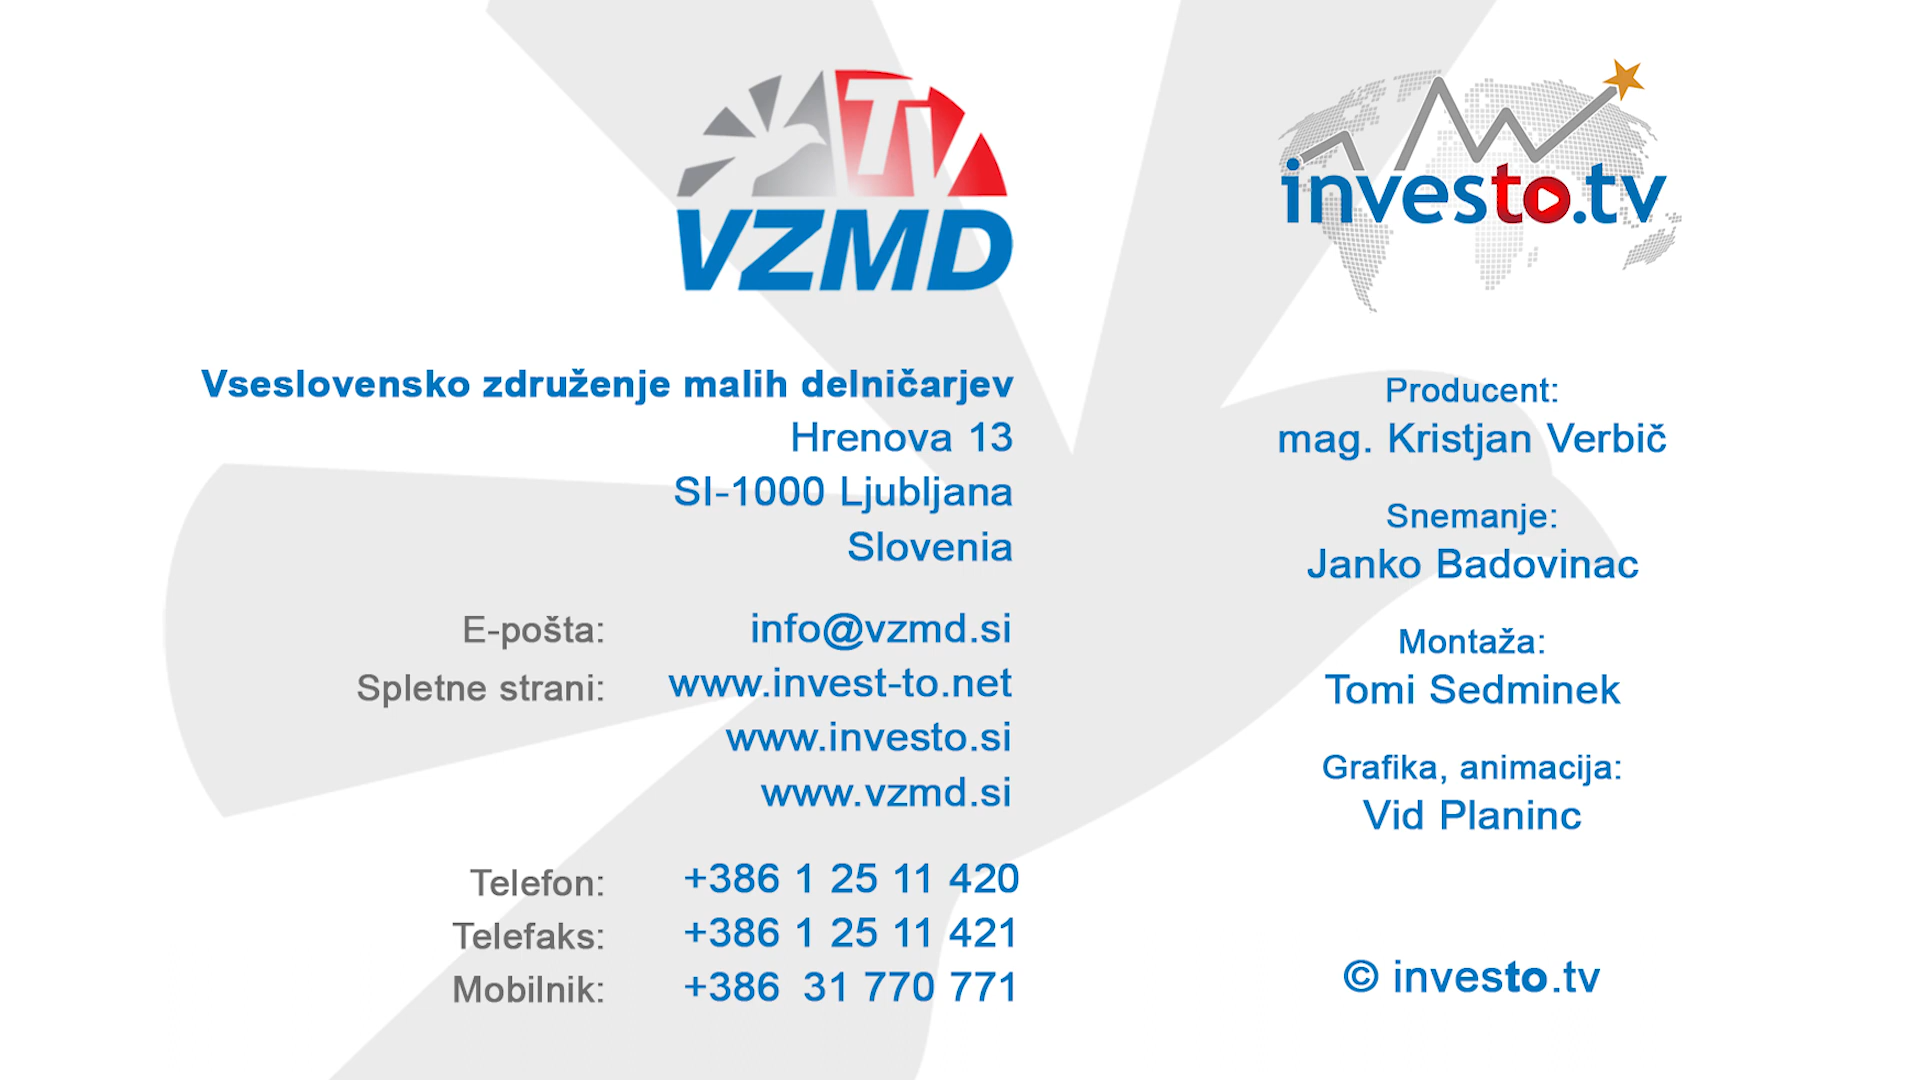 TV
VZMD
investo.tv
Vseslovensko združenje malih delničarjev
Hrenova 13
SI-1000 Ljubljana
Slovenia
E-pošta: info@vzmd.si
Spletne strani: www.invest-to.net
www.investo.si
www.vzmd.si
Telefon: +386 1 25 11 420
Telefaks: +386 1 25 11 421
Mobilnik: +386 31 770 771
Producent:
mag. Kristjan Verbič
Snemanje:
Janko Badovinac
Montaža:
Tomi Sedminek
Grafika, animacija:
Vid Planinc
© investo.tv